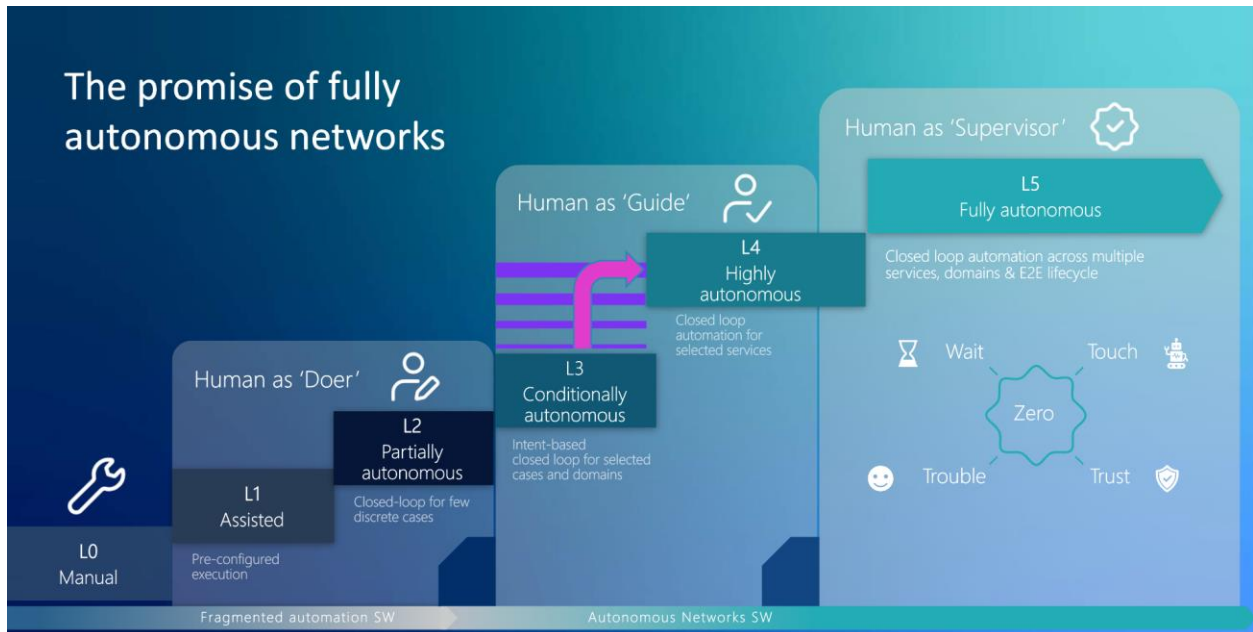 The promise of fully
autonomous networks
Human as ‘Supervisor’
L5
Fully autonomous
Closed loop automation across multiple
services, domains & E2E lifecycle
Wait
Touch
Zero
Trouble
Trust
Human as ‘Guide’
L4
Highly
autonomous
Closed loop
automation for
selected services
L3
Conditionally
autonomous
Intent-based
closed loop for selected
cases and domains
Human as ‘Doer’
L2
Partially
autonomous
Closed-loop for few
discrete cases
L1
Assisted
Pre-configured
execution
L0
Manual
Fragmented automation SW
Autonomous Networks SW